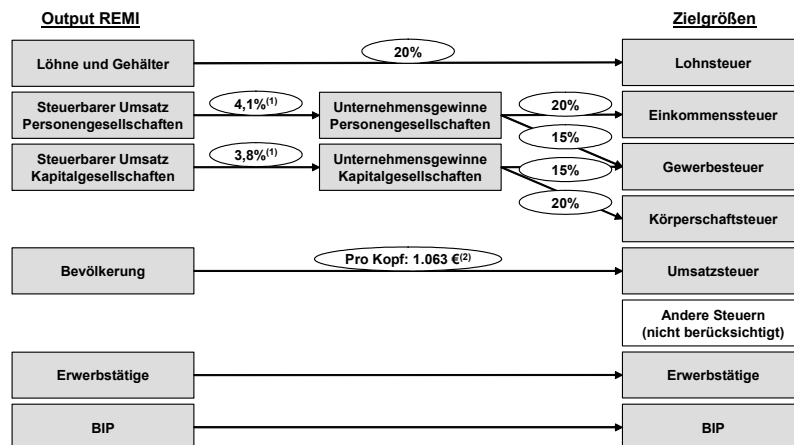 Output REMI
Zielgrößen
Löhne und Gehälter
20%
Lohnsteuer
Steuerbarer Umsatz
Personengesellschaften
4,1%(1)
Unternehmensgewinne
Personengesellschaften
20%
Einkommenssteuer
15%
Steuerbarer Umsatz
Kapitalgesellschaften
3,8%(1)
Unternehmensgewinne
Kapitalgesellschaften
15%
Gewerbesteuer
20%
Körperschaftsteuer
Bevölkerung
Pro Kopf: 1.063 €(2)
Umsatzsteuer
Andere Steuern
(nicht berücksichtigt)
Erwerbstätige
Erwerbstätige
BIP
BIP